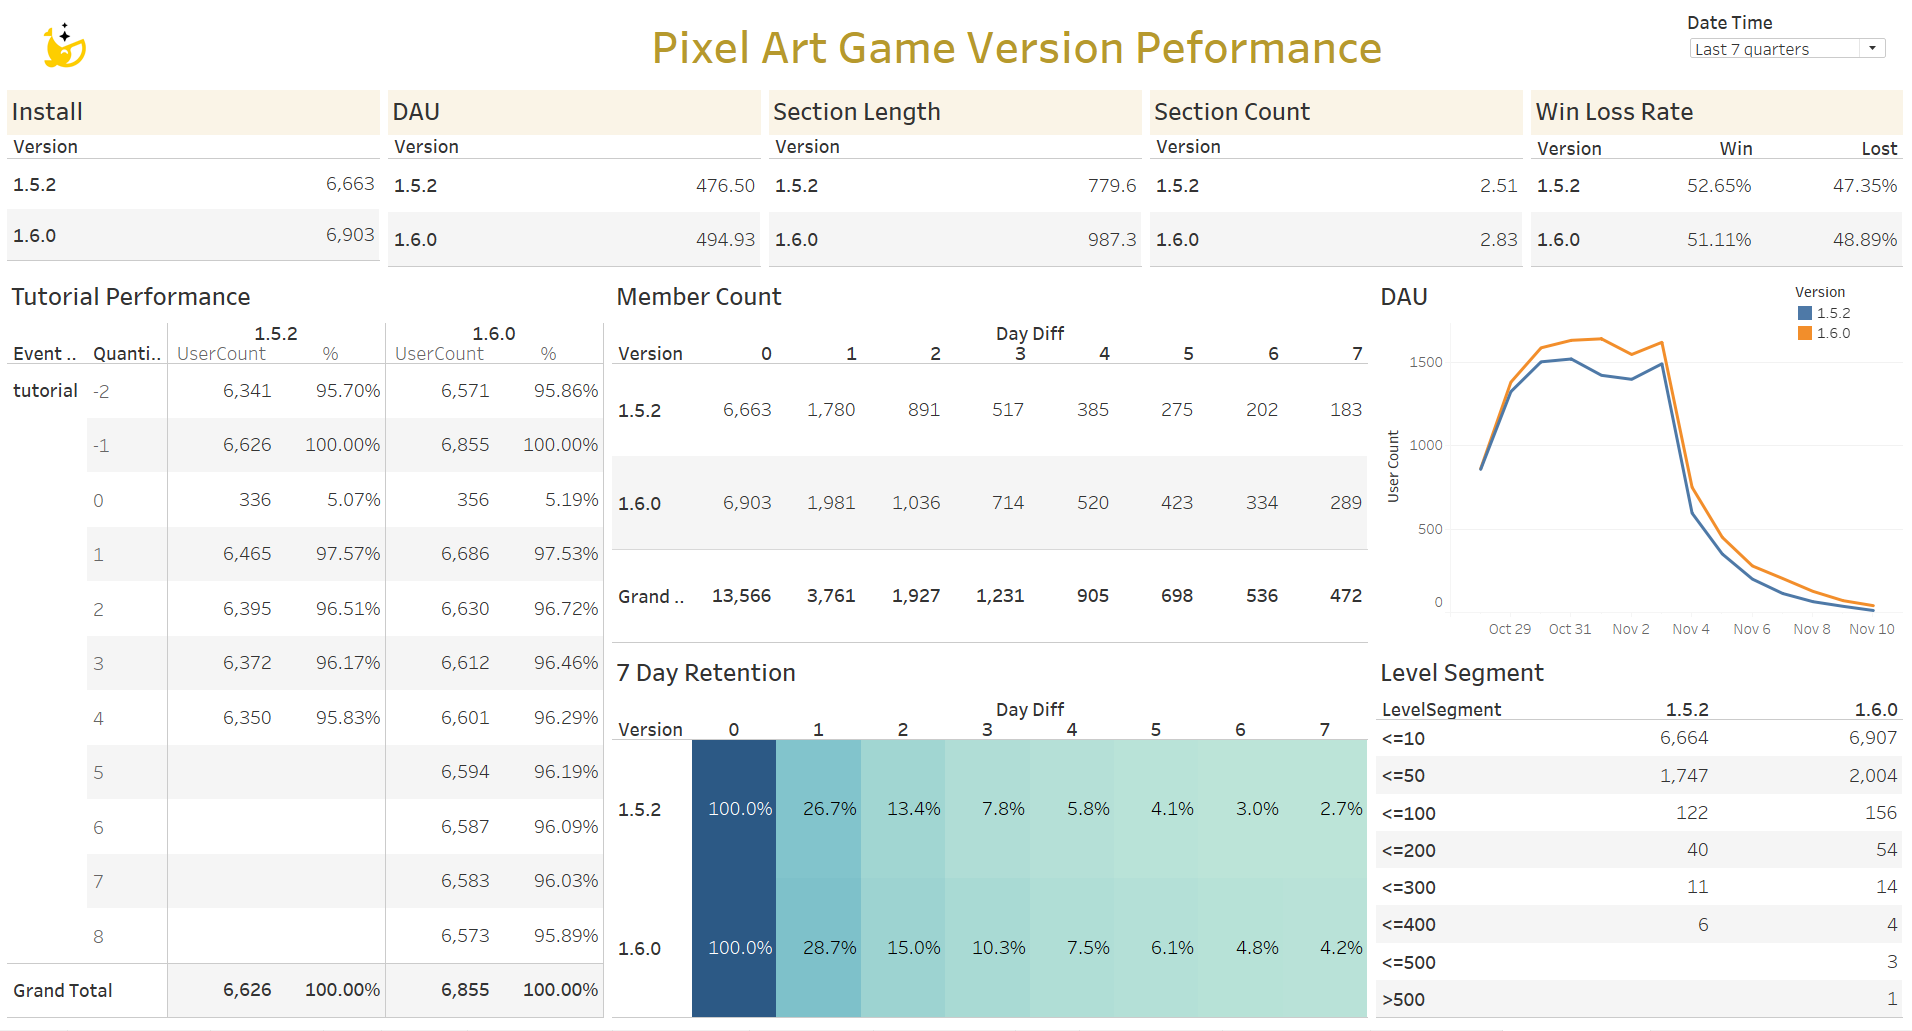 Pixel Art Game Version Peformance
Date Time
Last 7 quarters
Install
Version
1.5.2 6,663
1.6.0 6,903
DAU
Version
1.5.2 476.50
1.6.0 494.93
Section Length
Version
1.5.2 779.6
1.6.0 987.3
Section Count
Version
1.5.2 2.51
1.6.0 2.83
Win Loss Rate
Version Win Lost
1.5.2 52.65% 47.35%
1.6.0 51.11% 48.89%
Tutorial Performance
1.5.2 1.6.0
Event .. Quanti.. UserCount % UserCount %
tutorial -2 6,341 95.70% 6,571 95.86%
-1 6,626 100.00% 6,855 100.00%
0 336 5.07% 356 5.19%
1 6,465 97.57% 6,686 97.53%
2 6,395 96.51% 6,630 96.72%
3 6,372 96.17% 6,612 96.46%
4 6,350 95.83% 6,601 96.29%
5 6,594 96.19%
6 6,587 96.09%
7 6,583 96.03%
8 6,573 95.89%
Grand Total 6,626 100.00% 6,855 100.00%
Member Count
Day Diff
Version 0 1 2 3 4 5 6 7
1.5.2 6,663 1,780 891 517 385 275 202 183
1.6.0 6,903 1,981 1,036 714 520 423 334 289
Grand .. 13,566 3,761 1,927 1,231 905 698 536 472
7 Day Retention
Day Diff
Version 0 1 2 3 4 5 6 7
1.5.2 100.0% 26.7% 13.4% 7.8% 5.8% 4.1% 3.0% 2.7%
1.6.0 100.0% 28.7% 15.0% 10.3% 7.5% 6.1% 4.8% 4.2%
DAU
Version
1.5.2
1.6.0
User Count
1500
1000
500
0
Oct 29 Oct 31 Nov 2 Nov 4 Nov 6 Nov 8 Nov 10
Level Segment
LevelSegment 1.5.2 1.6.0
<=10 6,664 6,907
<=50 1,747 2,004
<=100 122 156
<=200 40 54
<=300 11 14
<=400 6 4
<=500 3
>500 1